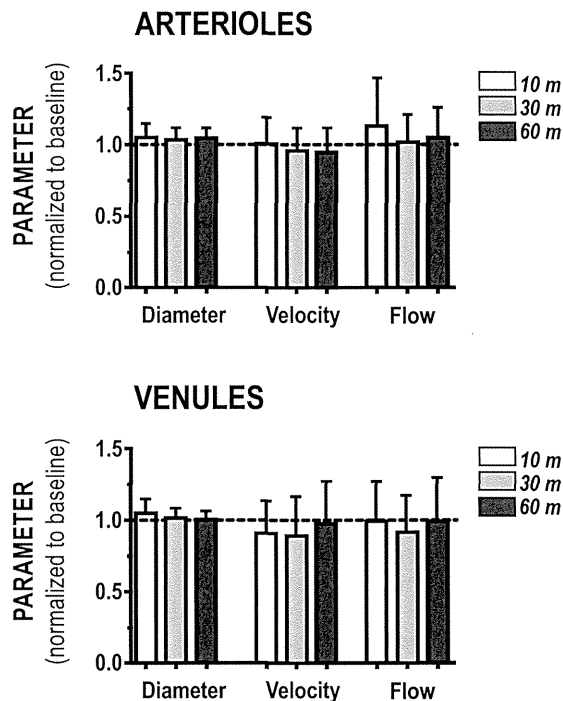 ARTERIOLES
PARAMETER
(normalized to baseline)
1.5
1.0
0.5
0.0
Diameter Velocity Flow
10 m
30 m
60 m
VENULES
PARAMETER
(normalized to baseline)
1.5
1.0
0.5
0.0
Diameter Velocity Flow
10 m
30 m
60 m